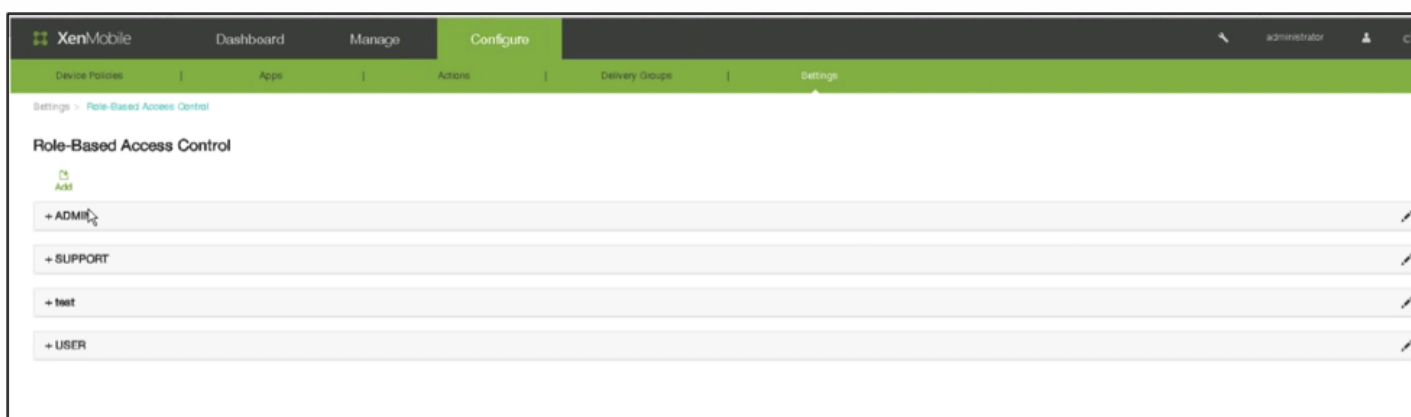 XenMobile Dashboard Manage Configure administrator
Device Policies | Apps | Actions | Delivery Groups | Settings
Settings > Role-Based Access Control
Role-Based Access Control
Add
+ ADMIN
+ SUPPORT
+ test
+ USER